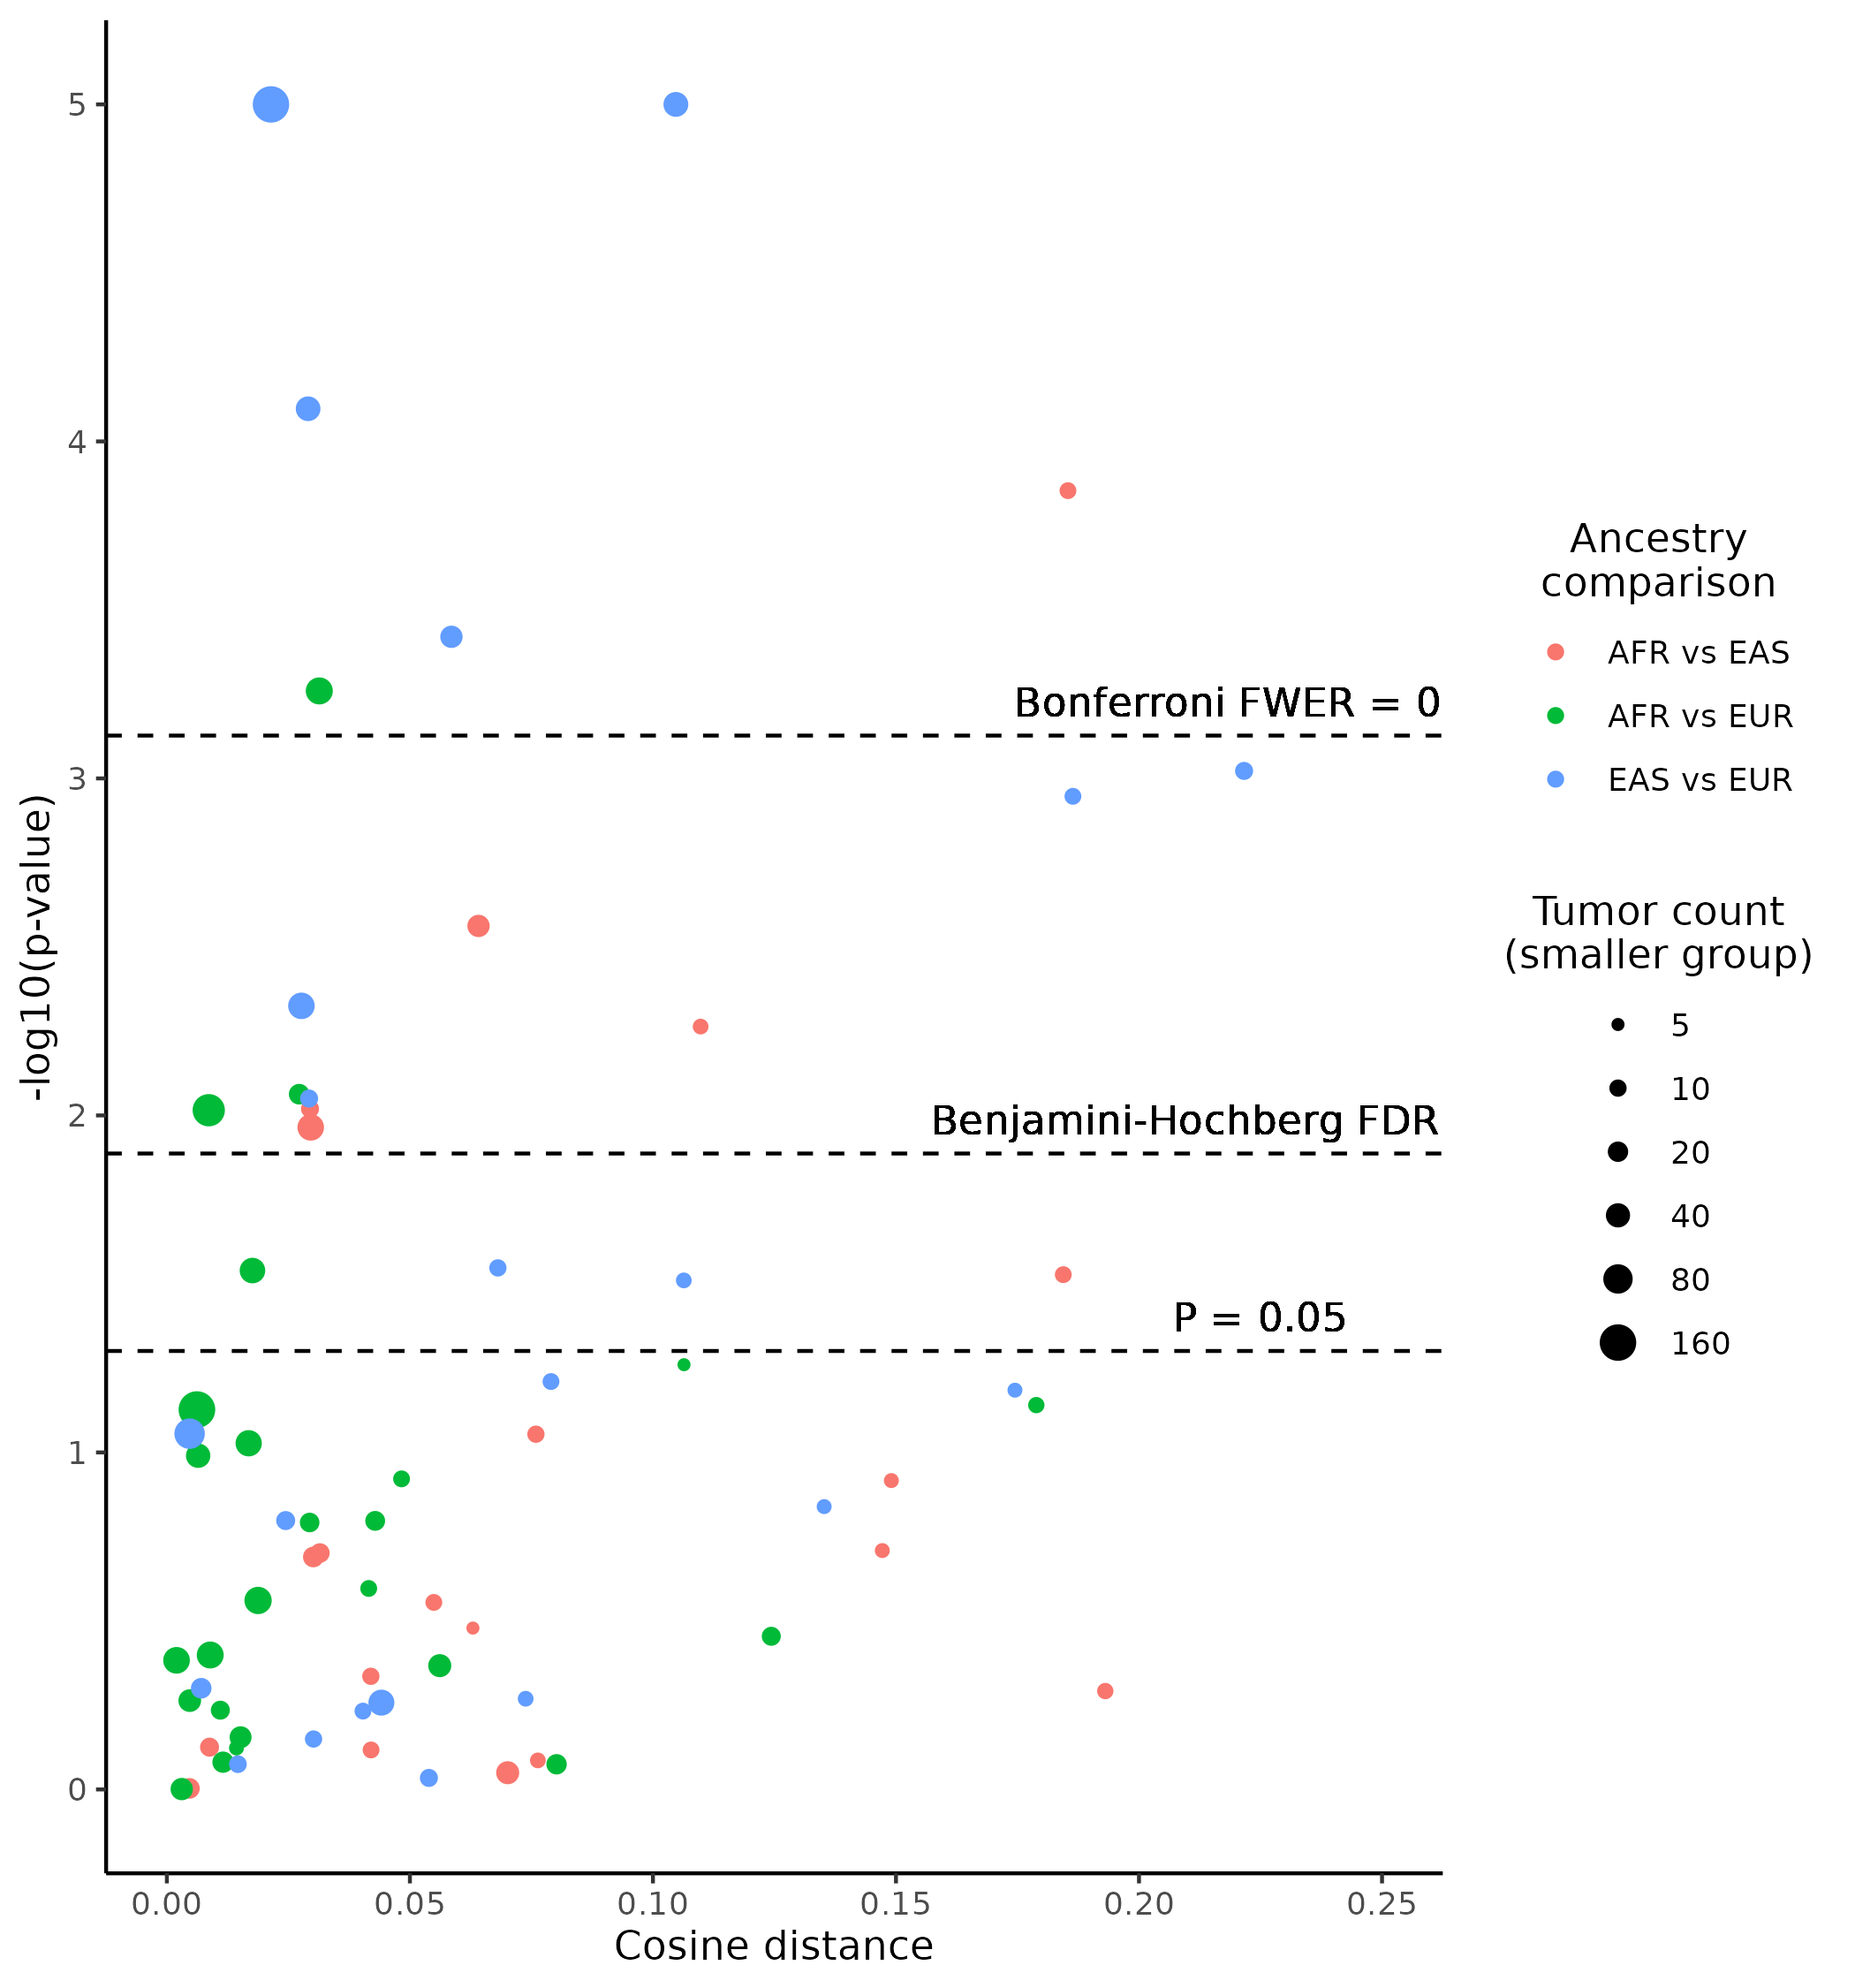 5
4
3
2
1
0
-log10(p-value)
Bonferroni FWER = 0
Benjamini-Hochberg FDR
P = 0.05
0.00 0.05 0.10 0.15 0.20 0.25
Cosine distance
Ancestry
comparison
AFR vs EAS
AFR vs EUR
EAS vs EUR
Tumor count
(smaller group)
5
10
20
40
80
160